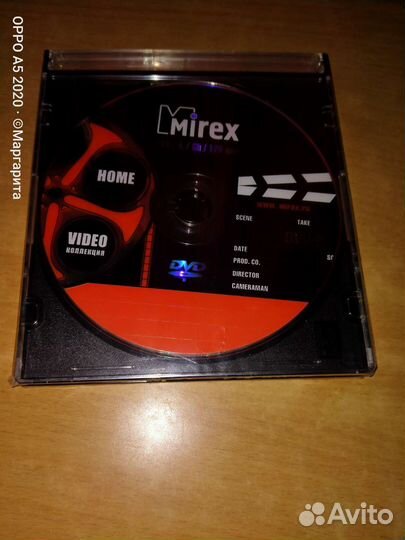 OPPO A5 2020 · ©Маргарита
Mirex
HOME
VIDEO
КОЛЛЕКЦИЯ
SCENE TAKE
DATE
PROD. CO.
DIRECTOR
CAMERAMAN
DVD
Avito